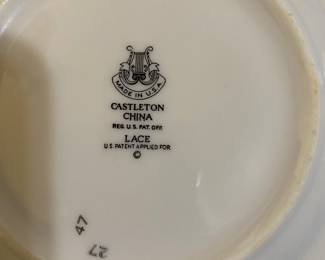 MADE IN U.S.A.
CASTLETON
CHINA
REG. U.S. PAT. OFF.
LACE
U.S. PATENT APPLIED FOR
©
47
27